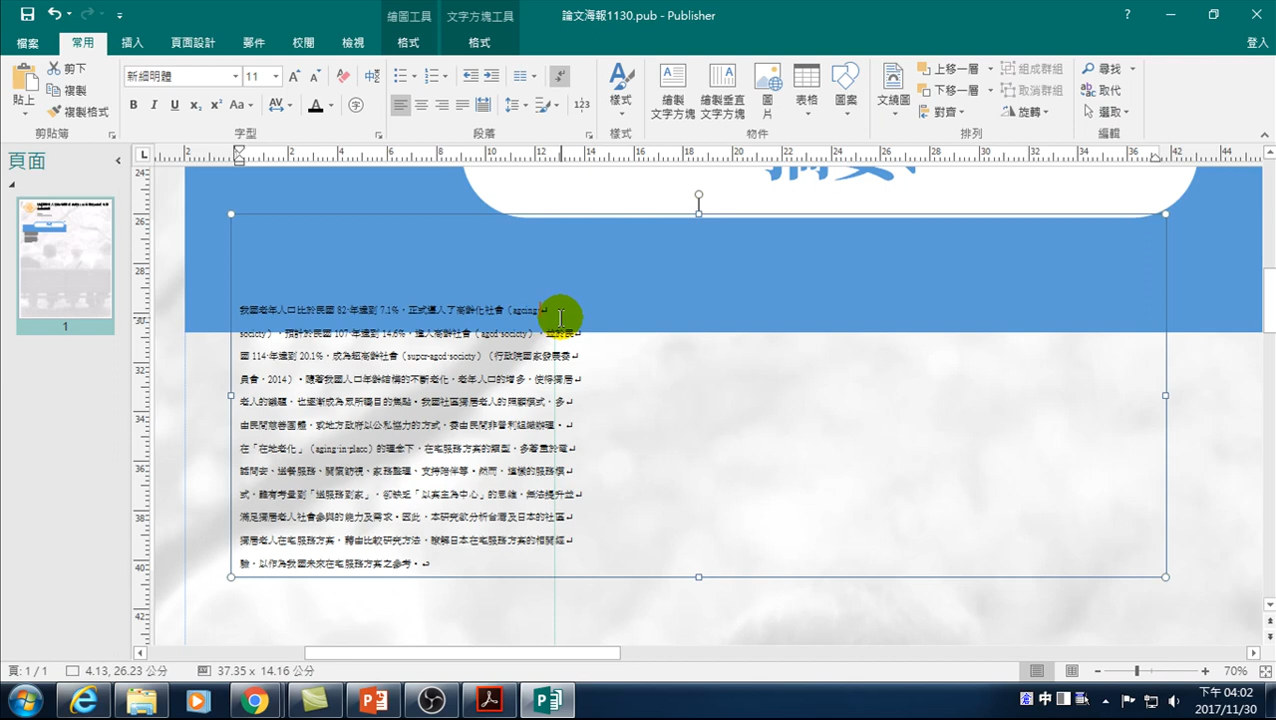 繪圖工具
文字方塊工具
論文海報1130.pub - Publisher
檔案
常用
插入
頁面設計
郵件
校閱
檢視
格式
格式
登入
貼上
剪下
複製
複製格式
剪貼簿
新細明體
11
字型
段落
樣式
樣式
繪製
文字方塊
繪製垂直
文字方塊
圖
片
表格
圖案
物件
文繞圖
上移一層
下移一層
對齊
組成群組
取消群組
旋轉
排列
尋找
取代
選取
編輯
頁面
1
摘要
我國老年人口比於民國 82 年達到 7.1%，正式邁入了高齡化社會（ageing
society），預計於民國 107 年達到 14.6%，進入高齡社會（aged society），並於民
國 114 年達到 20.1%，成為超高齡社會（super-aged society）（行政院國家發展委
員會，2014）。隨著我國人口年齡結構的不斷老化，老年人口的增多，使得獨居
老人的議題，也逐漸成為眾所矚目的焦點。我國社區獨居老人的照顧模式，多
由民間慈善團體，或地方政府以公私協力的方式，委由民間非營利組織辦理。
在「在地老化」（aging in place）的理念下，在宅服務方案的類型，多著重於電
話問安、送餐服務、關懷訪視、家務整理、支持陪伴等。然而，這樣的服務模
式，雖有考量到「送服務到家」，卻缺乏「以案主為中心」的思維，無法提升並
滿足獨居老人社會參與的能力及需求。因此，本研究欲分析台灣及日本的社區
獨居老人在宅服務方案，藉由比較研究方法，瞭解日本在宅服務方案的相關經
驗，以作為我國未來在宅服務方案之參考。
頁: 1 / 1
4.13, 26.23 公分
37.35 x 14.16 公分
70%
中
下午 04:02
2017/11/30